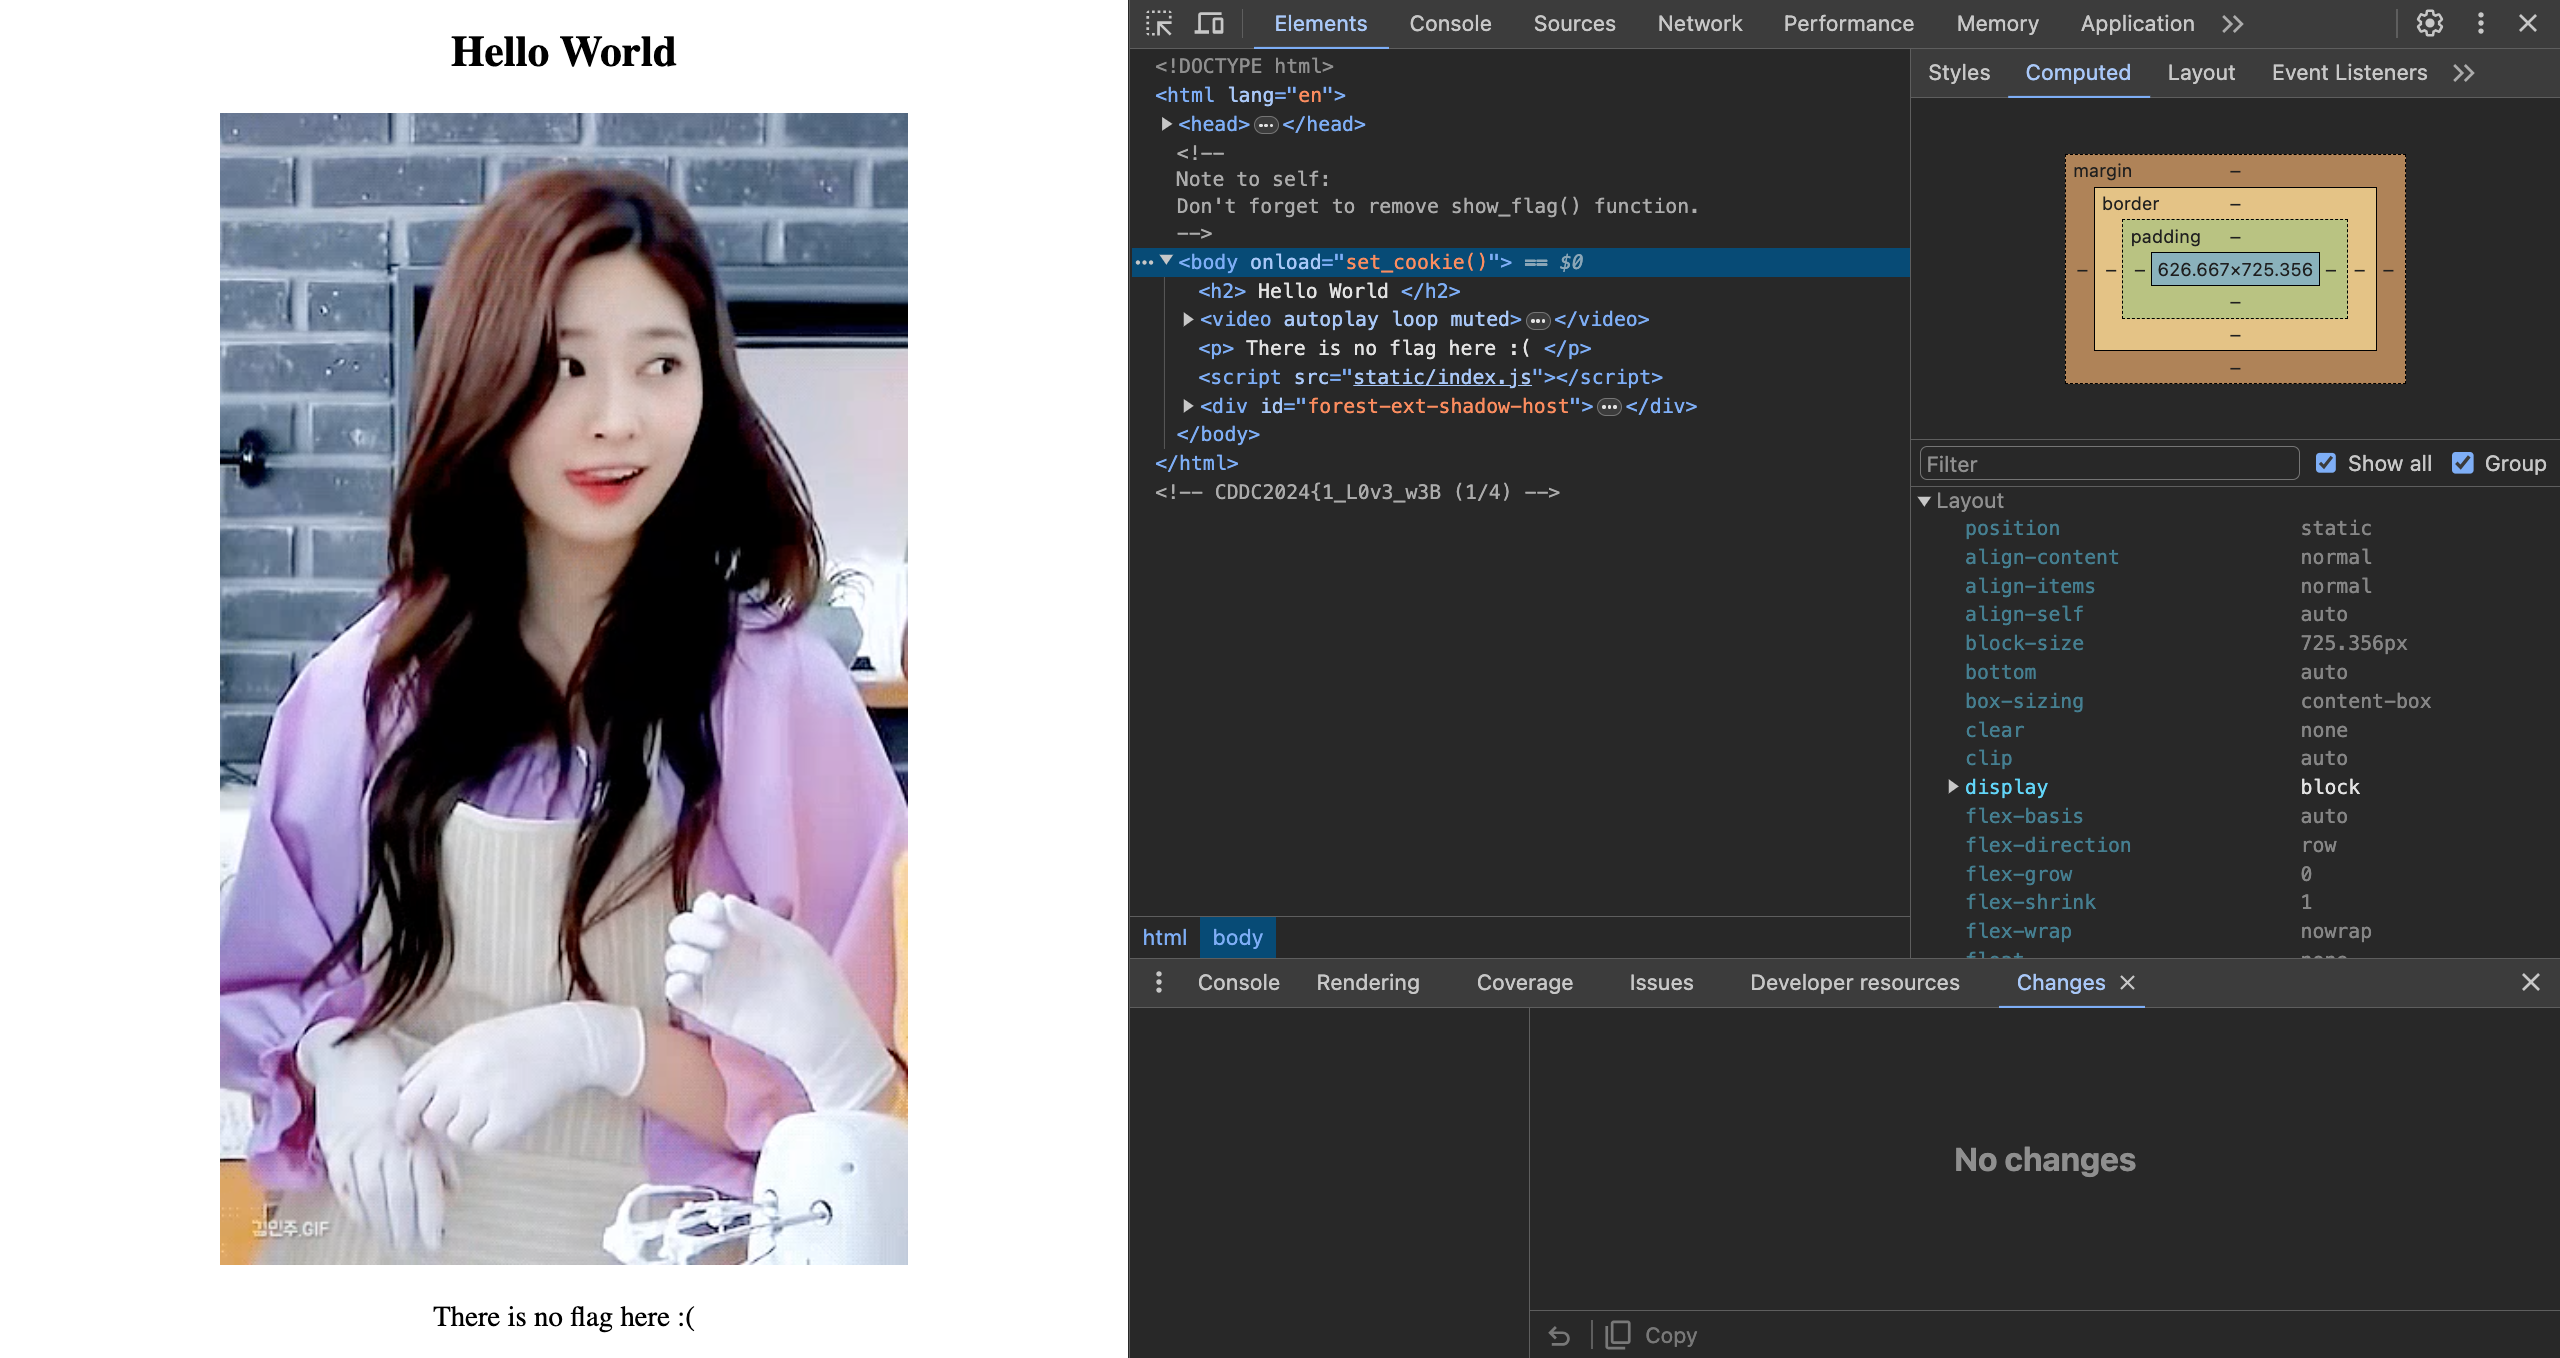 Hello World
김민주.GIF
There is no flag here :(
Elements Console Sources Network Performance Memory Application
<!DOCTYPE html>
<html lang="en">
<head> ••• </head>
<!--
Note to self:
Don't forget to remove show_flag() function.
-->
••• <body onload="set_cookie()"> == $0
<h2> Hello World </h2>
<video autoplay loop muted> ••• </video>
<p> There is no flag here :( </p>
<script src="static/index.js"></script>
<div id="forest-ext-shadow-host"> ••• </div>
</body>
</html>
<!-- CDDC2024{1_L0v3_w3B (1/4) -->
html body
Styles Computed Layout Event Listeners
margin –
border –
padding –
– – – 626.667×725.356 – – –
–
–
–
Filter Show all Group
Layout
position static
align-content normal
align-items normal
align-self auto
block-size 725.356px
bottom auto
box-sizing content-box
clear none
clip auto
display block
flex-basis auto
flex-direction row
flex-grow 0
flex-shrink 1
flex-wrap nowrap
Console Rendering Coverage Issues Developer resources Changes
No changes
Copy